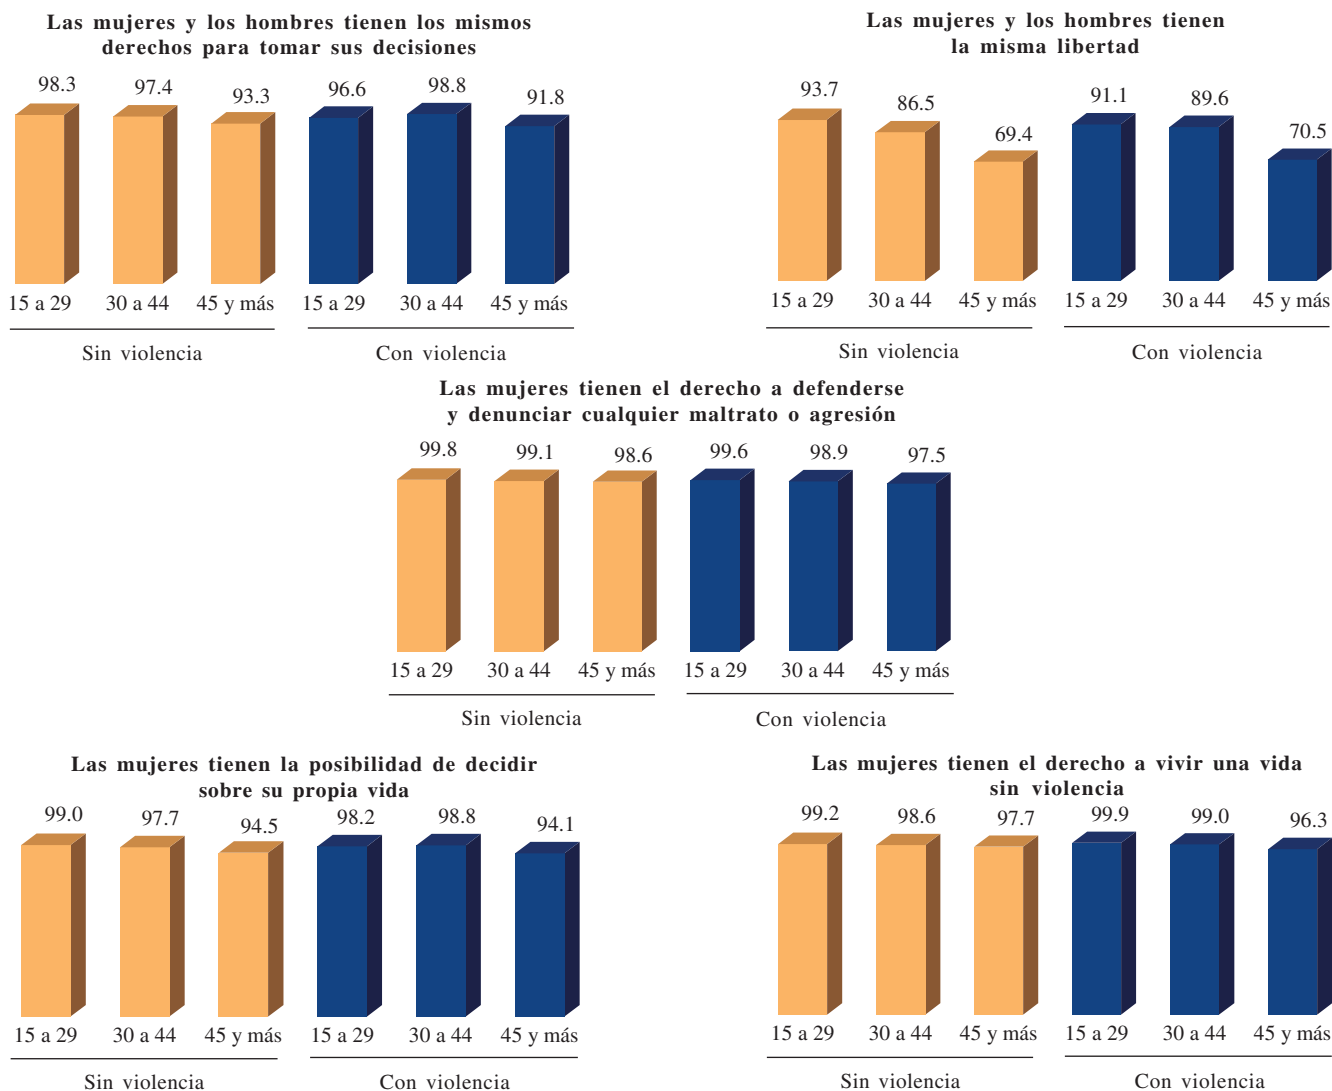 Las mujeres y los hombres tienen los mismos
derechos para tomar sus decisiones
98.3 97.4 93.3 96.6 98.8 91.8
15 a 29 30 a 44 45 y más 15 a 29 30 a 44 45 y más
Sin violencia Con violencia
Las mujeres y los hombres tienen
la misma libertad
93.7 86.5 69.4 91.1 89.6 70.5
15 a 29 30 a 44 45 y más 15 a 29 30 a 44 45 y más
Sin violencia Con violencia
Las mujeres tienen el derecho a defenderse
y denunciar cualquier maltrato o agresión
99.8 99.1 98.6 99.6 98.9 97.5
15 a 29 30 a 44 45 y más 15 a 29 30 a 44 45 y más
Sin violencia Con violencia
Las mujeres tienen la posibilidad de decidir
sobre su propia vida
99.0 97.7 94.5 98.2 98.8 94.1
15 a 29 30 a 44 45 y más 15 a 29 30 a 44 45 y más
Sin violencia Con violencia
Las mujeres tienen el derecho a vivir una vida
sin violencia
99.2 98.6 97.7 99.9 99.0 96.3
15 a 29 30 a 44 45 y más 15 a 29 30 a 44 45 y más
Sin violencia Con violencia